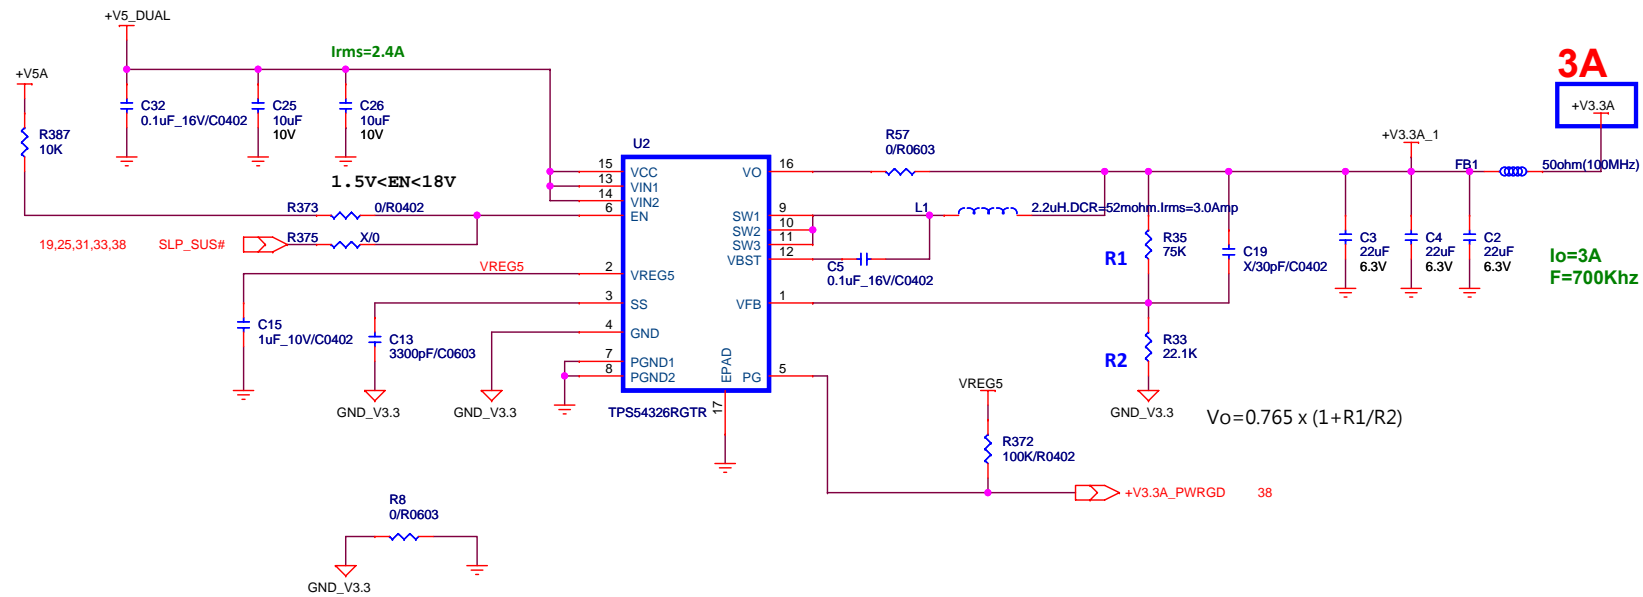 +V5_DUAL
Irms=2.4A
+V5A
C32
0.1uF_16V/C0402
C25
10uF
10V
C26
10uF
10V
R387
10K
1.5V<EN<18V
R373
0/R0402
19,25,31,33,38
SLP_SUS#
R375
X/0
VREG5
C15
1uF_10V/C0402
C13
3300pF/C0603
GND_V3.3
GND_V3.3
U2
15
VCC
13
VIN1
14
VIN2
6
EN
2
VREG5
3
SS
4
GND
7
PGND1
8
PGND2
VO
16
SW1
9
SW2
10
SW3
11
VBST
12
VFB
1
PG
5
EPAD
17
TPS54326RGTR
R57
0/R0603
L1
2.2uH.DCR=52mohm.Irms=3.0Amp
C5
0.1uF_16V/C0402
R1
R35
75K
C19
X/30pF/C0402
R2
R33
22.1K
GND_V3.3
Vo=0.765 x (1+R1/R2)
VREG5
R372
100K/R0402
+V3.3A_PWRGD
38
C3
22uF
6.3V
C4
22uF
6.3V
C2
22uF
6.3V
+V3.3A_1
FB1
50ohm(100MHz)
3A
+V3.3A
Io=3A
F=700Khz
R8
0/R0603
GND_V3.3